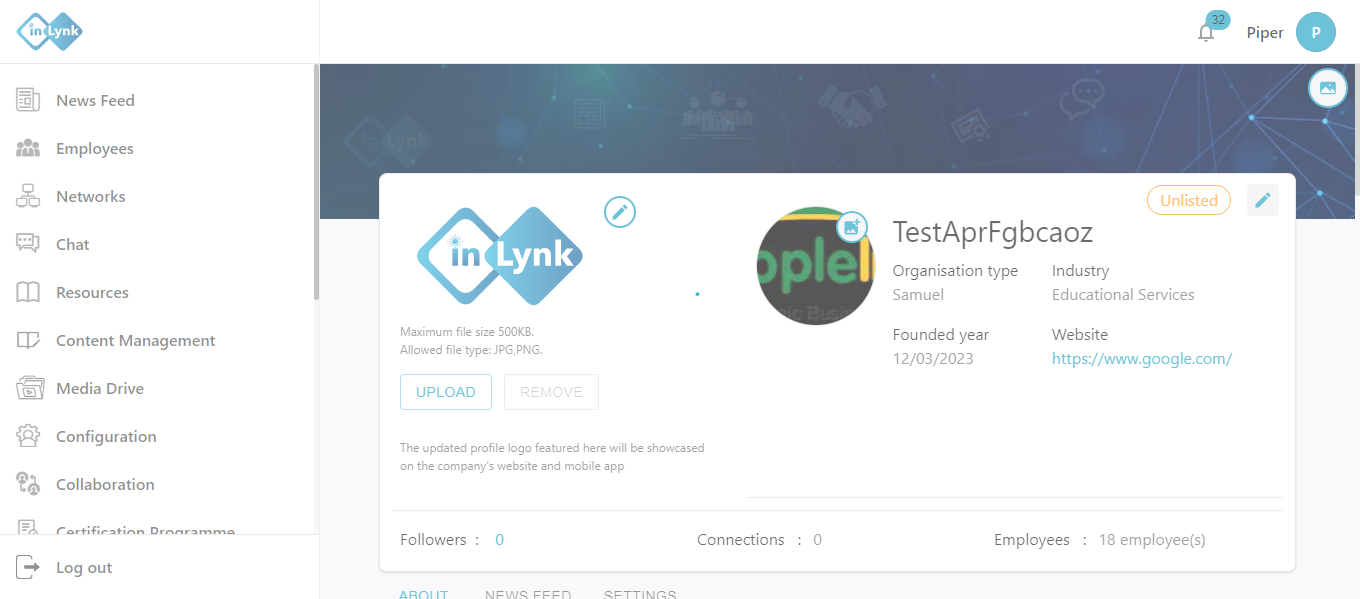 inLynk
32
Piper
P
News Feed
Employees
Networks
Chat
Resources
Content Management
Media Drive
Configuration
Collaboration
Certification Programme
Log out
Unlisted
inLynk
Maximum file size 500KB.
Allowed file type: JPG,PNG.
UPLOAD
REMOVE
The updated profile logo featured here will be showcased
on the company's website and mobile app
TestAprFgbcaoz
Organisation type
Industry
Samuel
Educational Services
Founded year
Website
12/03/2023
https://www.google.com/
Followers : 0
Connections : 0
Employees : 18 employee(s)
ABOUT
NEWS FEED
SETTINGS